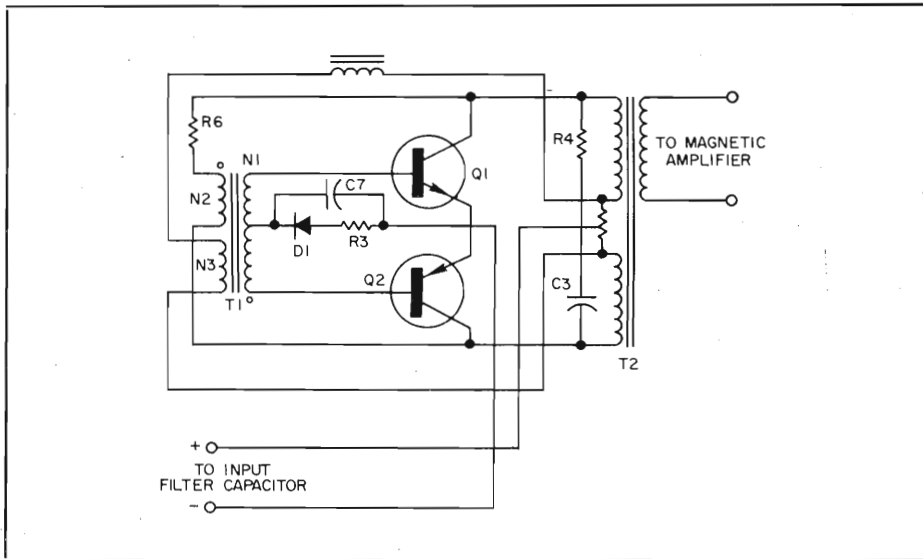 R6
N1
C7
Q1
R4
TO MAGNETIC
AMPLIFIER
N2
D1
R3
N3
Q2
T1
C3
T2
+
TO INPUT
FILTER CAPACITOR
-